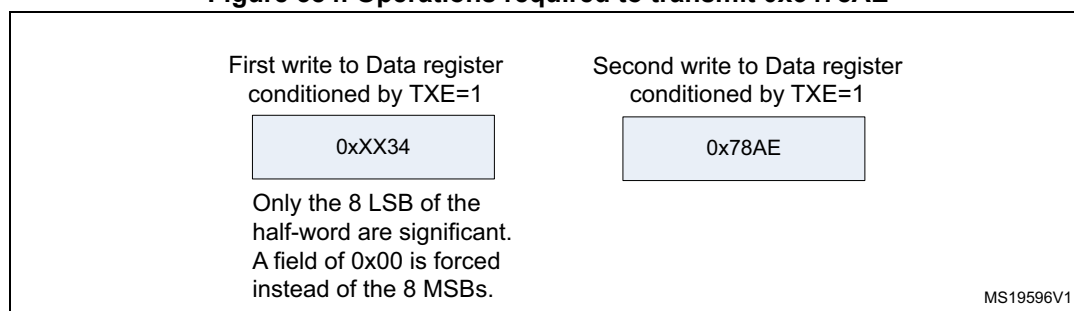 First write to Data register
conditioned by TXE=1
0xXX34
Only the 8 LSB of the
half-word are significant.
A field of 0x00 is forced
instead of the 8 MSBs.
Second write to Data register
conditioned by TXE=1
0x78AE
MS19596V1